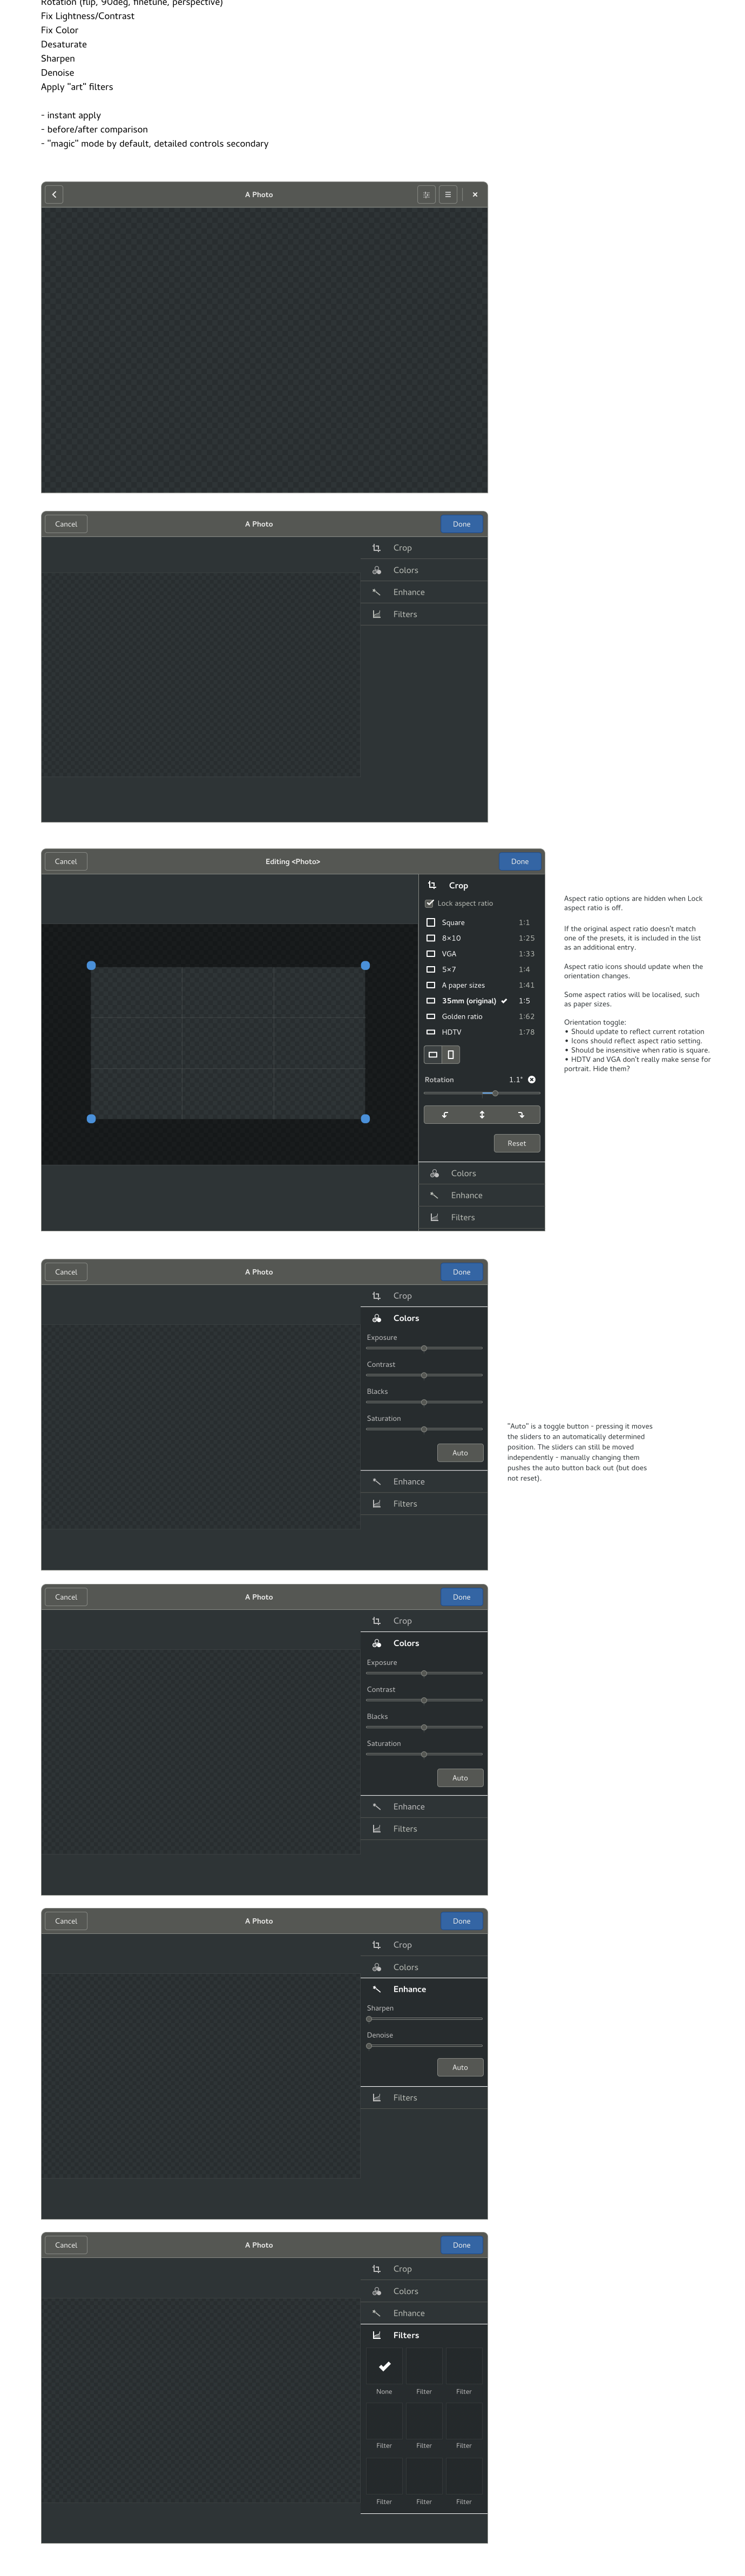 Rotation (flip, 90deg, finetune, perspective)
Fix Lightness/Contrast
Fix Color
Desaturate
Sharpen
Denoise
Apply "art" filters
- instant apply
- before/after comparison
- "magic" mode by default, detailed controls secondary
A Photo
Cancel
A Photo
Done
Crop
Colors
Enhance
Filters
Cancel
Editing <Photo>
Done
Crop
Lock aspect ratio
Square 1:1
8×10 1:25
VGA 1:33
5×7 1:4
A paper sizes 1:41
35mm (original) 1:5
Golden ratio 1:62
HDTV 1:78
Rotation 1.1°
Reset
Colors
Enhance
Filters
Aspect ratio options are hidden when Lock
aspect ratio is off.
If the original aspect ratio doesn't match
one of the presets, it is included in the list
as an additional entry.
Aspect ratio icons should update when the
orientation changes.
Some aspect ratios will be localised, such
as paper sizes.
Orientation toggle:
• Should update to reflect current rotation
• Icons should reflect aspect ratio setting.
• Should be insensitive when ratio is square.
• HDTV and VGA don't really make sense for
portrait. Hide them?
Cancel
A Photo
Done
Crop
Colors
Exposure
Contrast
Blacks
Saturation
Auto
Enhance
Filters
"Auto" is a toggle button - pressing it moves
the sliders to an automatically determined
position. The sliders can still be moved
independently - manually changing them
pushes the auto button back out (but does
not reset).
Cancel
A Photo
Done
Crop
Colors
Exposure
Contrast
Blacks
Saturation
Auto
Enhance
Filters
Cancel
A Photo
Done
Crop
Colors
Enhance
Sharpen
Denoise
Auto
Filters
Cancel
A Photo
Done
Crop
Colors
Enhance
Filters
None Filter Filter
Filter Filter Filter
Filter Filter Filter